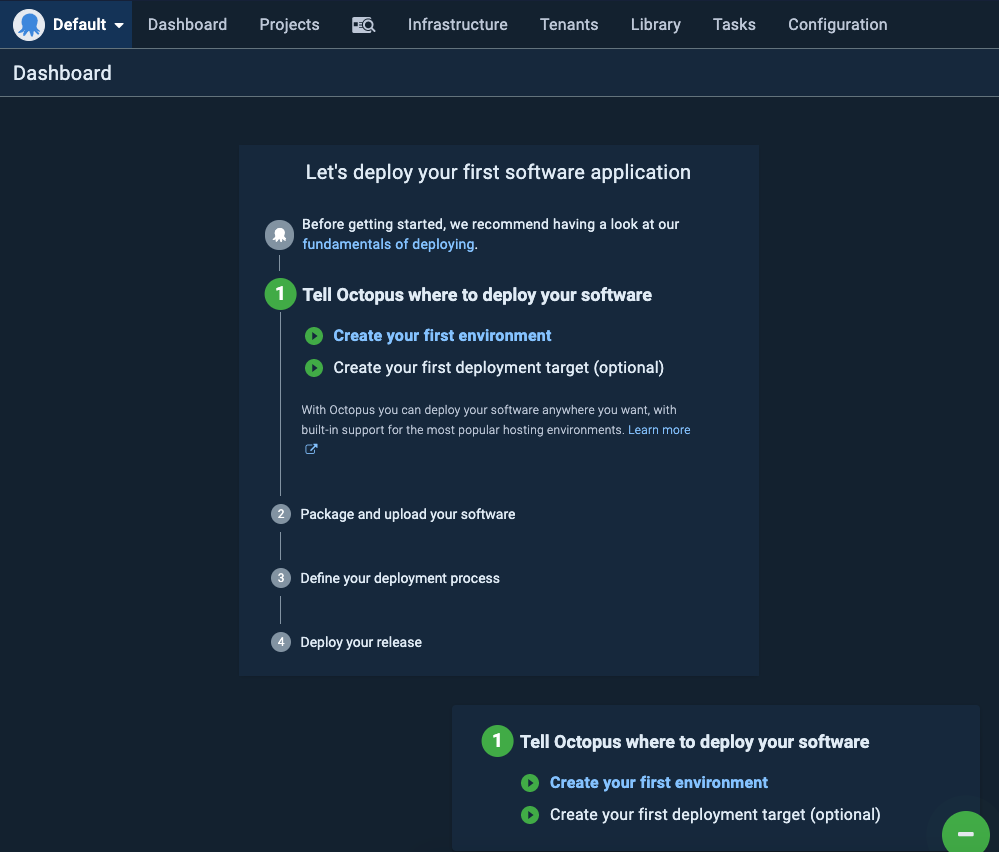 Default Dashboard Projects Infrastructure Tenants Library Tasks Configuration
Dashboard
Let's deploy your first software application
Before getting started, we recommend having a look at our
fundamentals of deploying.
1 Tell Octopus where to deploy your software
Create your first environment
Create your first deployment target (optional)
With Octopus you can deploy your software anywhere you want, with
built-in support for the most popular hosting environments. Learn more
2 Package and upload your software
3 Define your deployment process
4 Deploy your release
1 Tell Octopus where to deploy your software
Create your first environment
Create your first deployment target (optional)